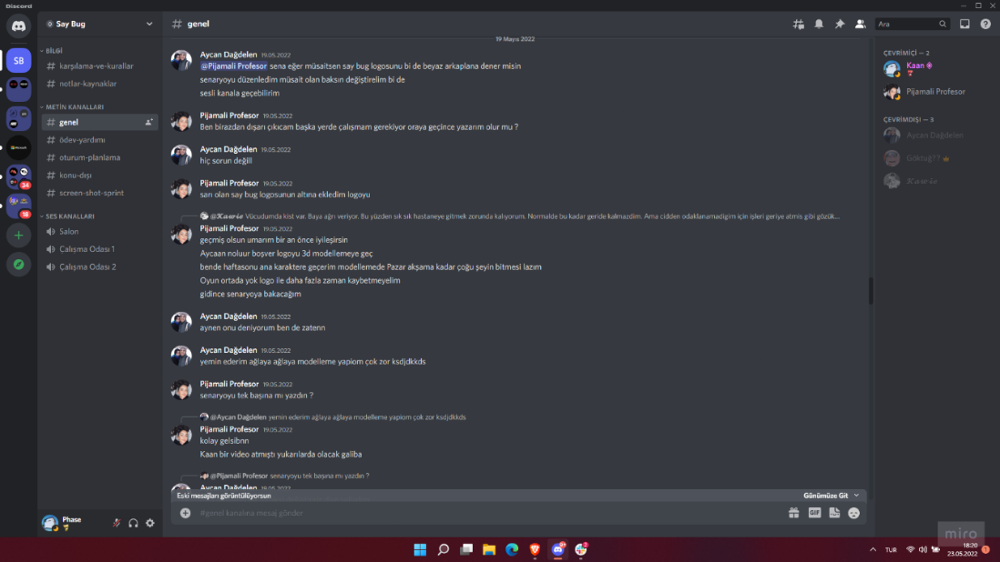 Discord
Say Bug
genel
Ara
SB
BİLGİ
karşılama-ve-kurallar
notlar-kaynaklar
METİN KANALLARI
genel
ödev-yardımı
oturum-planlama
konu-dışı
screen-shot-sprint
SES KANALLARI
Salon
Çalışma Odası 1
Çalışma Odası 2
34
18
Phase
19 Mayıs 2022
Aycan Dağdelen 19.05.2022
@Pijamali Profesor sena eğer müsaitsen say bug logosunu bi de beyaz arkaplana dener misin
senaryoyu düzenledim müsait olan baksın değiştirelim bi de
sesli kanala geçebilirim
Pijamali Profesor 19.05.2022
Ben birazdan dışarı çıkıcam başka yerde çalışmam gerekiyor oraya geçince yazarım olur mu ?
Aycan Dağdelen 19.05.2022
hiç sorun değill
Pijamali Profesor 19.05.2022
sarı olan say bug logosunun altına ekledim logoyu
Vücudumda kist var. Baya ağrı veriyor. Bu yüzden sık sık hastaneye gitmek zorunda kalıyorum. Normalde bu kadar geride kalmazdım. Ama cidden odaklanamadigim için işleri geriye atmış gibi gözük...
Pijamali Profesor 19.05.2022
geçmiş olsun umarım bir an önce iyileşirsin
Aycaan noluur boşver logoyu 3d modellemeye geç
bende haftasonu ana karaktere geçerim modellemede Pazar akşama kadar çoğu şeyin bitmesi lazım
Oyun ortada yok logo ile daha fazla zaman kaybetmeyelim
gidince senaryoya bakacağım
Aycan Dağdelen 19.05.2022
aynen onu deniyorum ben de zatenn
Aycan Dağdelen 19.05.2022
yemin ederim ağlaya ağlaya modelleme yapiom çok zor ksdjdkkds
Pijamali Profesor 19.05.2022
senaryoyu tek başına mı yazdın ?
@Aycan Dağdelen yemin ederim ağlaya ağlaya modelleme yapiom çok zor ksdjdkkds
Pijamali Profesor 19.05.2022
kolay gelsibnn
Kaan bir video atmıştı yukarılarda olacak galiba
@Pijamali Profesor senaryoyu tek başına mı yazdın ?
Aycan Dağdelen 19.05.2022
Eski mesajları görüntülüyorsun
Günümüze Git
#genel kanalına mesaj gönder
GIF
ÇEVRİMİÇİ — 2
Kaan
Pijamali Profesor
ÇEVRİMDIŞI — 3
Aycan Dağdelen
Göktuğ??
miro
TUR
18:20
23.05.2022
1